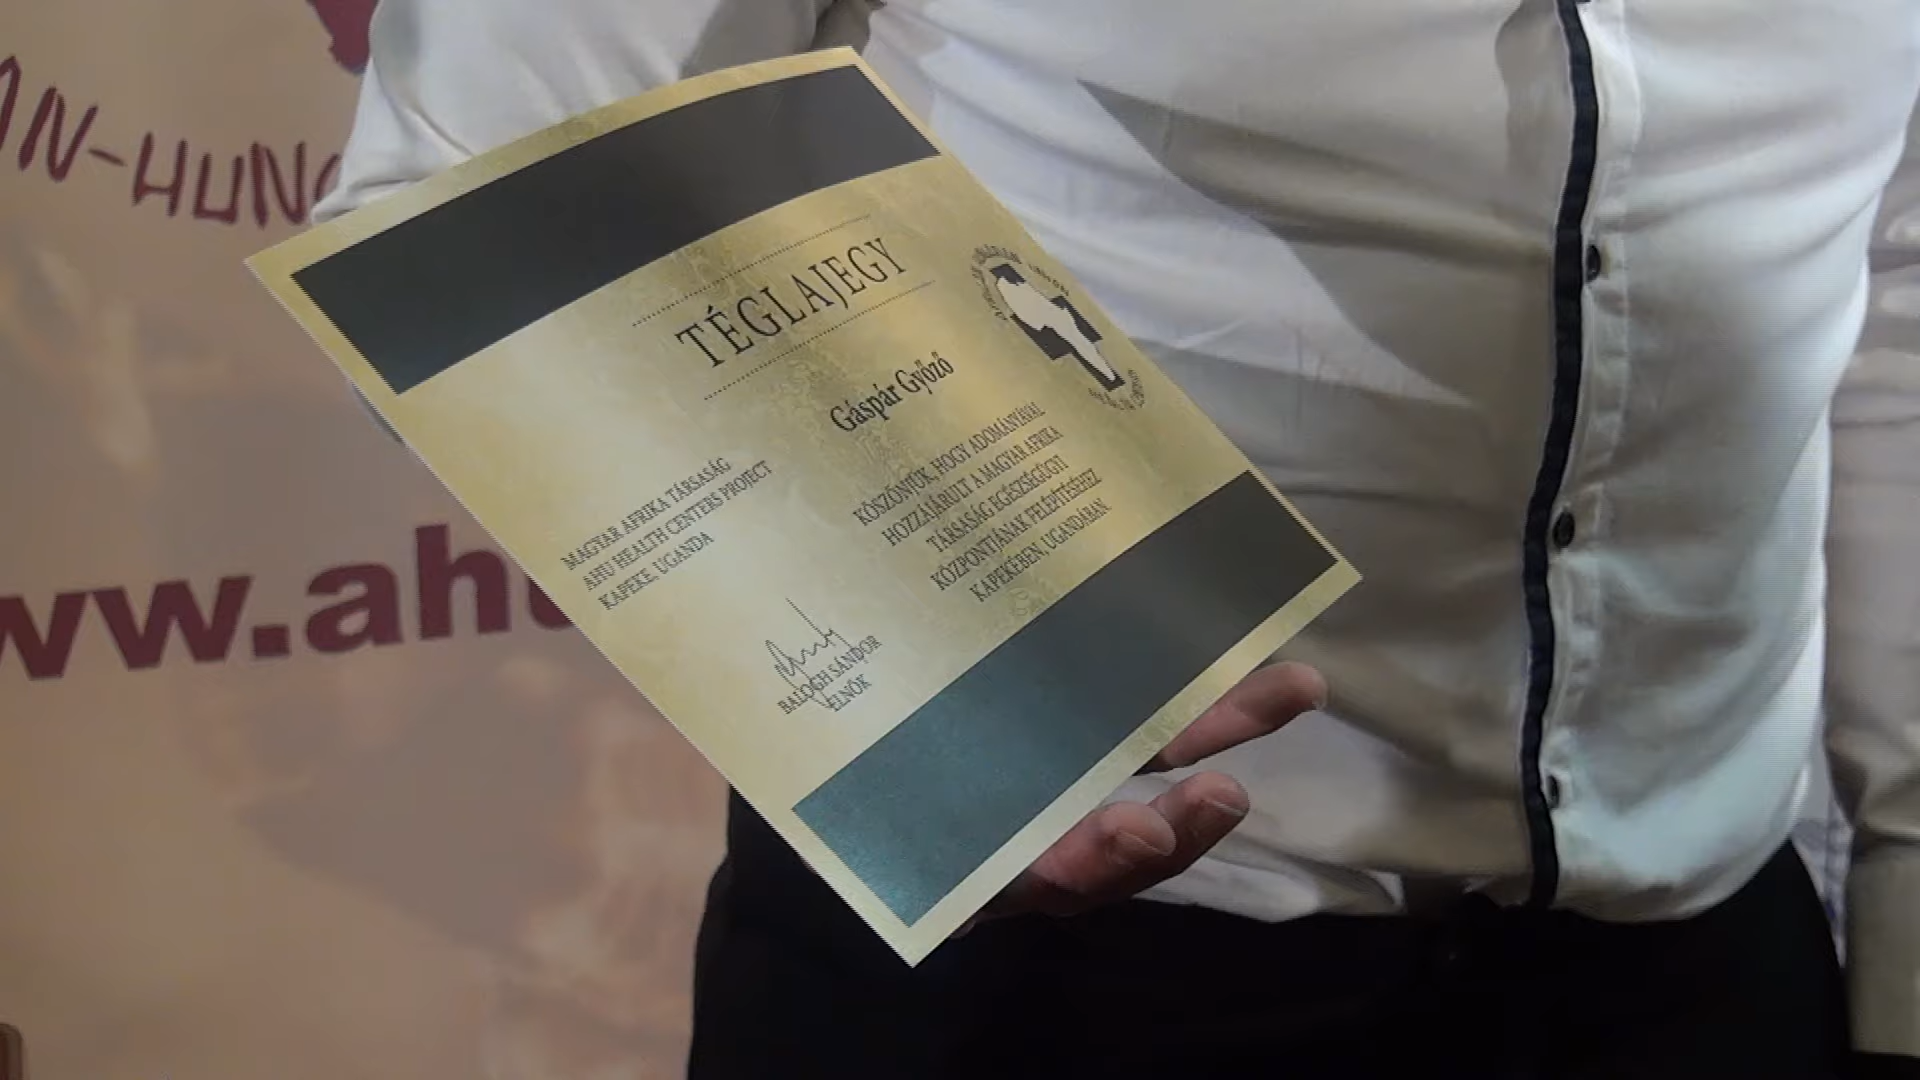 AN-HUNG
ww.ahu
TÉGLAJEGY
Gáspár Győző
KÖSZÖNJÜK, HOGY ADOMÁNYÁVAL
HOZZÁJÁRULT A MAGYAR AFRIKA
TÁRSASÁG EGÉSZSÉGÜGYI
KÖZPONTJÁNAK FELÉPÍTÉSÉHEZ
KAPEKÉBEN, UGANDÁBAN.
MAGYAR AFRIKA TÁRSASÁG
AHU HEALTH CENTERS PROJECT
KAPEKE, UGANDA
BALOGH SÁNDOR
ELNÖK